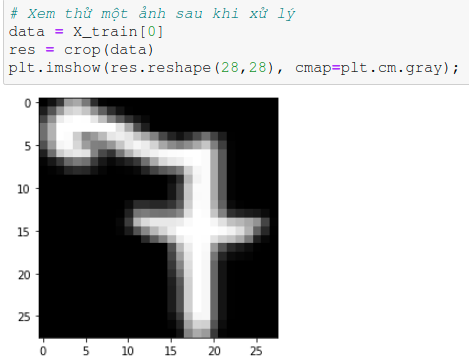 # Xem thử một ảnh sau khi xử lý
data = X_train[0]
res = crop(data)
plt.imshow(res.reshape(28,28), cmap=plt.cm.gray);
0
5
10
15
20
25
0 5 10 15 20 25